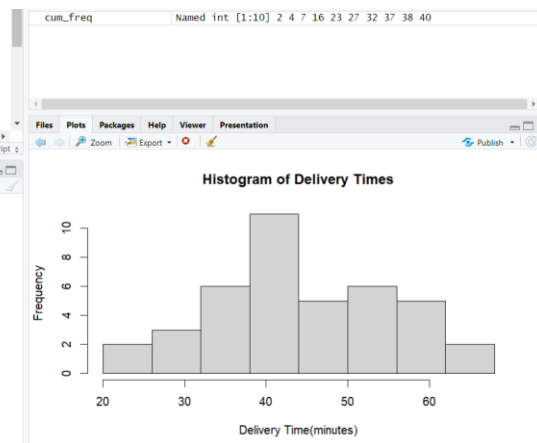 cum_freq Named int [1:10] 2 4 7 16 23 27 32 37 38 40
Files Plots Packages Help Viewer Presentation
ript
Zoom Export Publish
Histogram of Delivery Times
Frequency
0 2 4 6 8 10
20 30 40 50 60
Delivery Time(minutes)